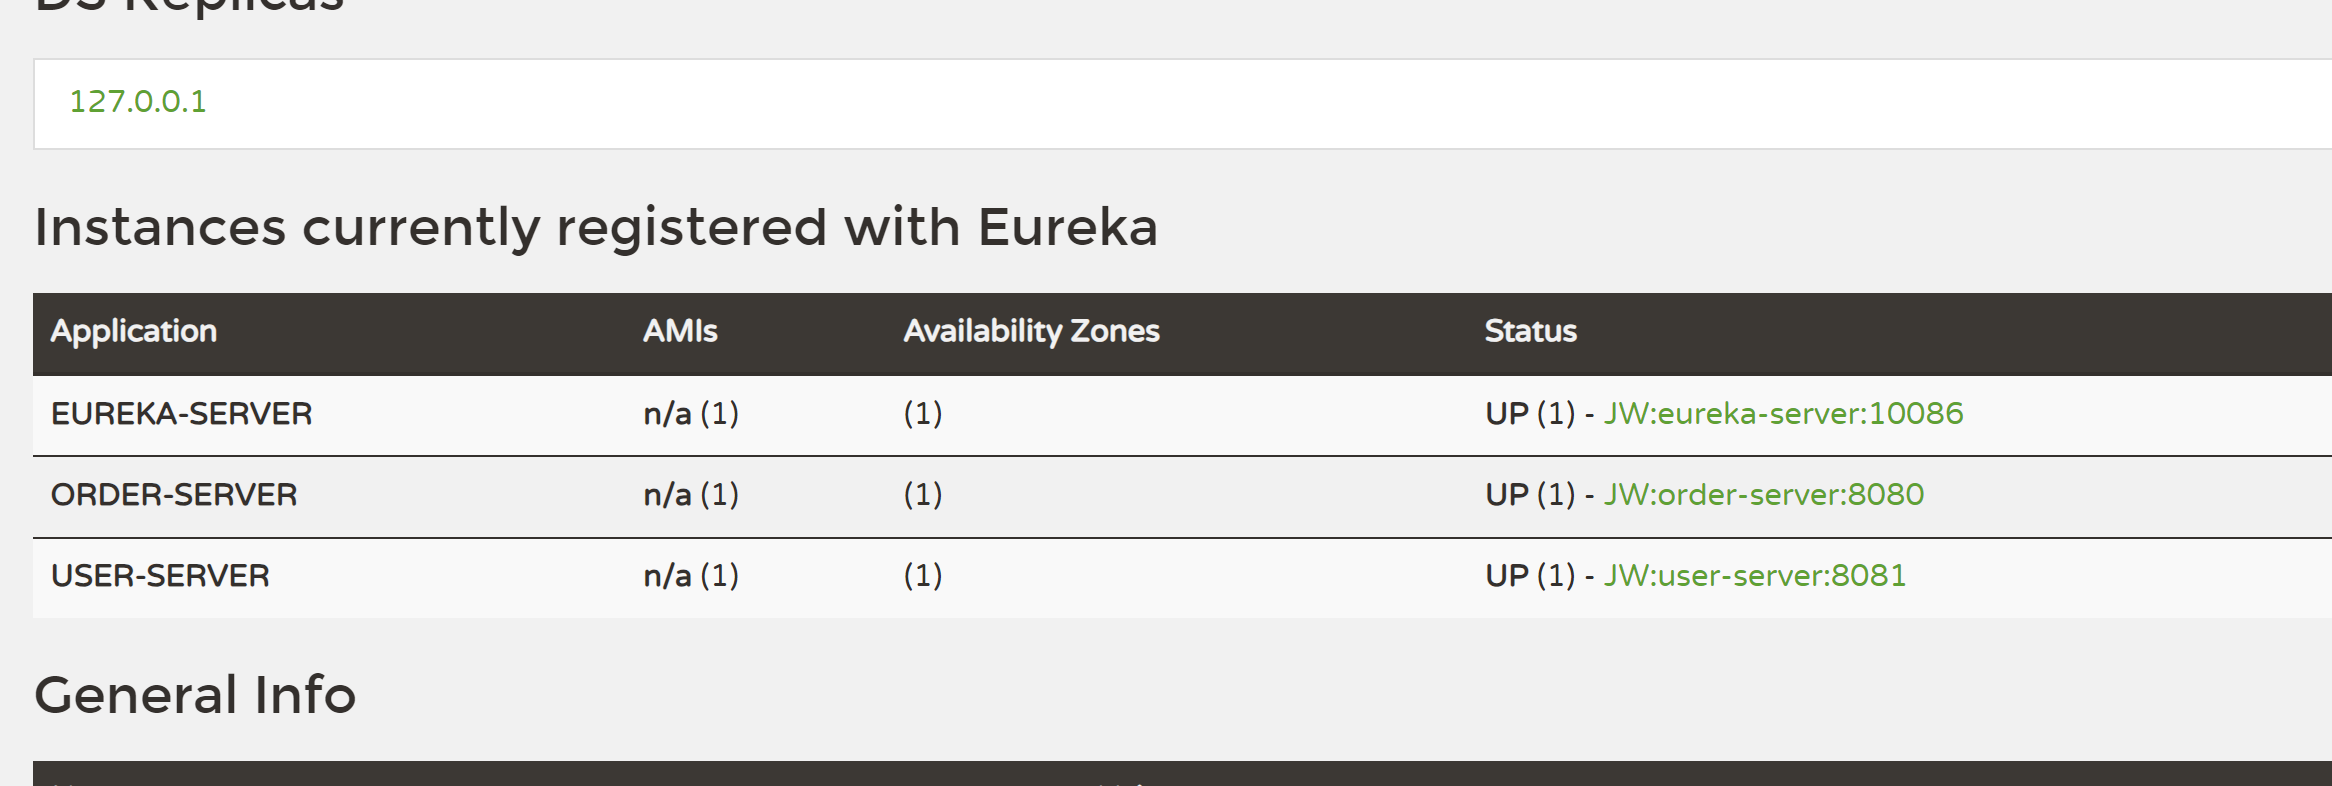 DS Replicas
127.0.0.1
Instances currently registered with Eureka
Application AMIs Availability Zones Status
EUREKA-SERVER n/a (1) (1) UP (1) - JW:eureka-server:10086
ORDER-SERVER n/a (1) (1) UP (1) - JW:order-server:8080
USER-SERVER n/a (1) (1) UP (1) - JW:user-server:8081
General Info